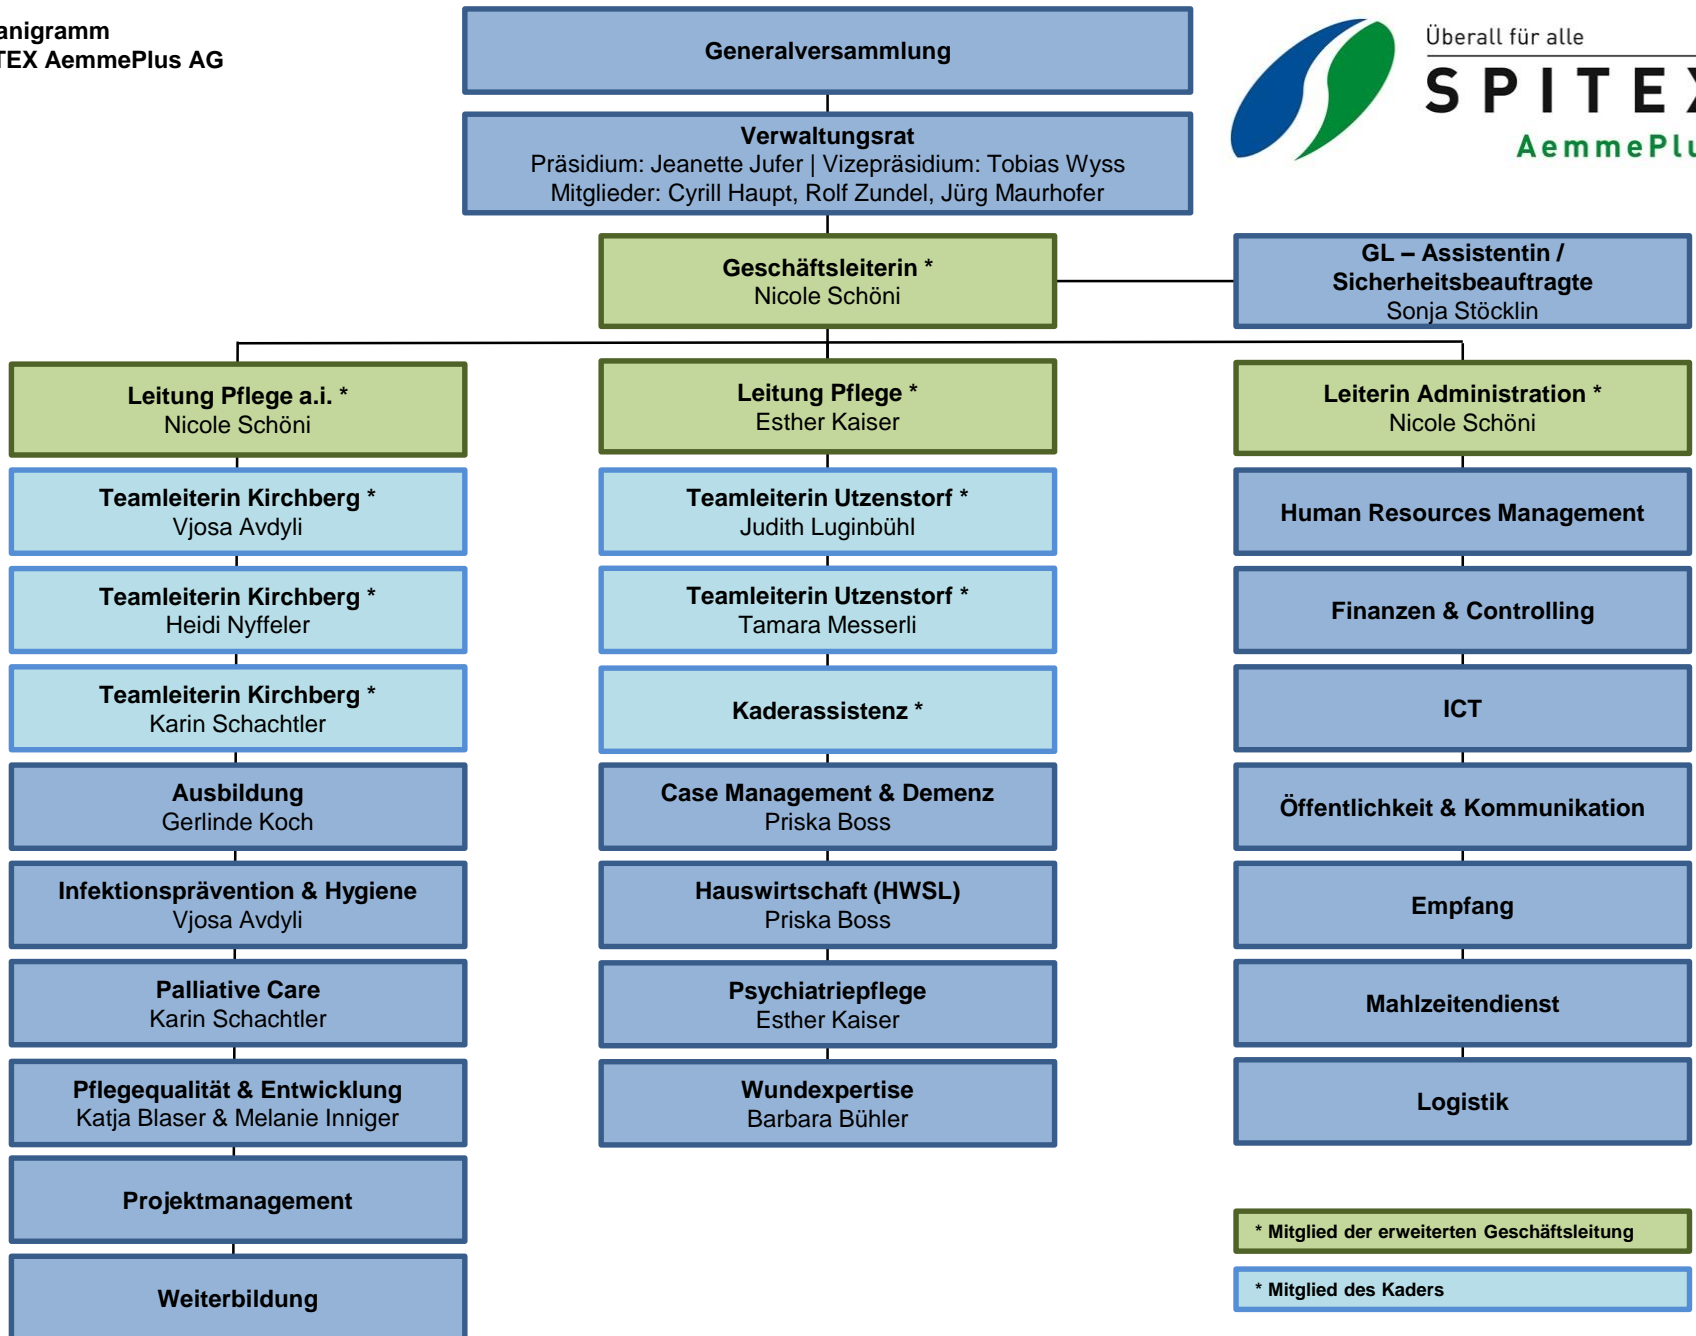 anigramm
TEX AemmePlus AG
Generalversammlung
Überall für alle
SPITEX
AemmePlu
Verwaltungsrat
Präsidium: Jeanette Jufer | Vizepräsidium: Tobias Wyss
Mitglieder: Cyrill Haupt, Rolf Zundel, Jürg Maurhofer
Geschäftsleiterin *
Nicole Schöni
GL – Assistentin /
Sicherheitsbeauftragte
Sonja Stöcklin
Leitung Pflege a.i. *
Nicole Schöni
Teamleiterin Kirchberg *
Vjosa Avdyli
Teamleiterin Kirchberg *
Heidi Nyffeler
Teamleiterin Kirchberg *
Karin Schachtler
Ausbildung
Gerlinde Koch
Infektionsprävention & Hygiene
Vjosa Avdyli
Palliative Care
Karin Schachtler
Pflegequalität & Entwicklung
Katja Blaser & Melanie Inniger
Projektmanagement
Weiterbildung
Leitung Pflege *
Esther Kaiser
Teamleiterin Utzenstorf *
Judith Luginbühl
Teamleiterin Utzenstorf *
Tamara Messerli
Kaderassistenz *
Case Management & Demenz
Priska Boss
Hauswirtschaft (HWSL)
Priska Boss
Psychiatriepflege
Esther Kaiser
Wundexpertise
Barbara Bühler
Leiterin Administration *
Nicole Schöni
Human Resources Management
Finanzen & Controlling
ICT
Öffentlichkeit & Kommunikation
Empfang
Mahlzeitendienst
Logistik
* Mitglied der erweiterten Geschäftsleitung
* Mitglied des Kaders